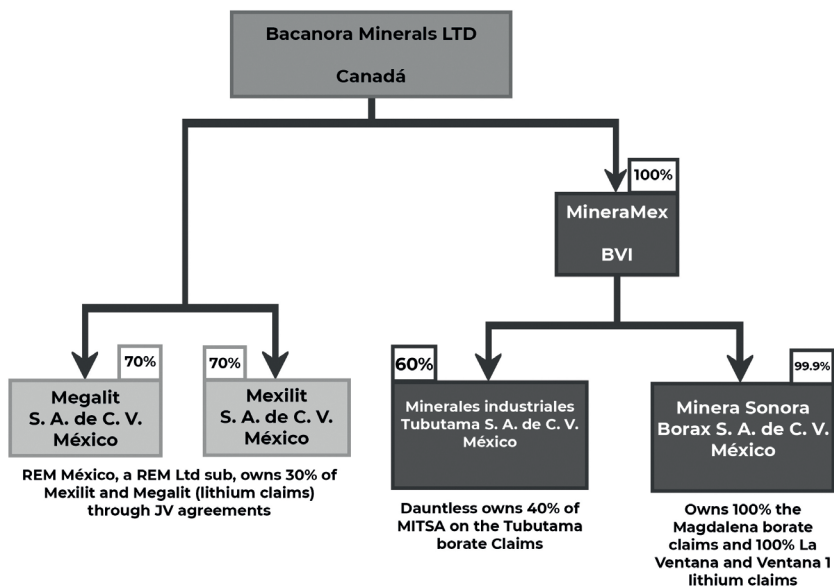 Bacanora Minerals LTD
Canadá
100%
MineraMex
BVI
70%
Megalit
S. A. de C. V.
México
70%
Mexilit
S. A. de C. V.
México
60%
Minerales industriales
Tubutama S. A. de C. V.
México
99.9%
Minera Sonora
Borax S. A. de C. V.
México
REM México, a REM Ltd sub, owns 30% of
Mexilit and Megalit (lithium claims)
through JV agreements
Dauntless owns 40% of
MITSA on the Tubutama
borate Claims
Owns 100% the
Magdalena borate
claims and 100% La
Ventana and Ventana 1
lithium claims